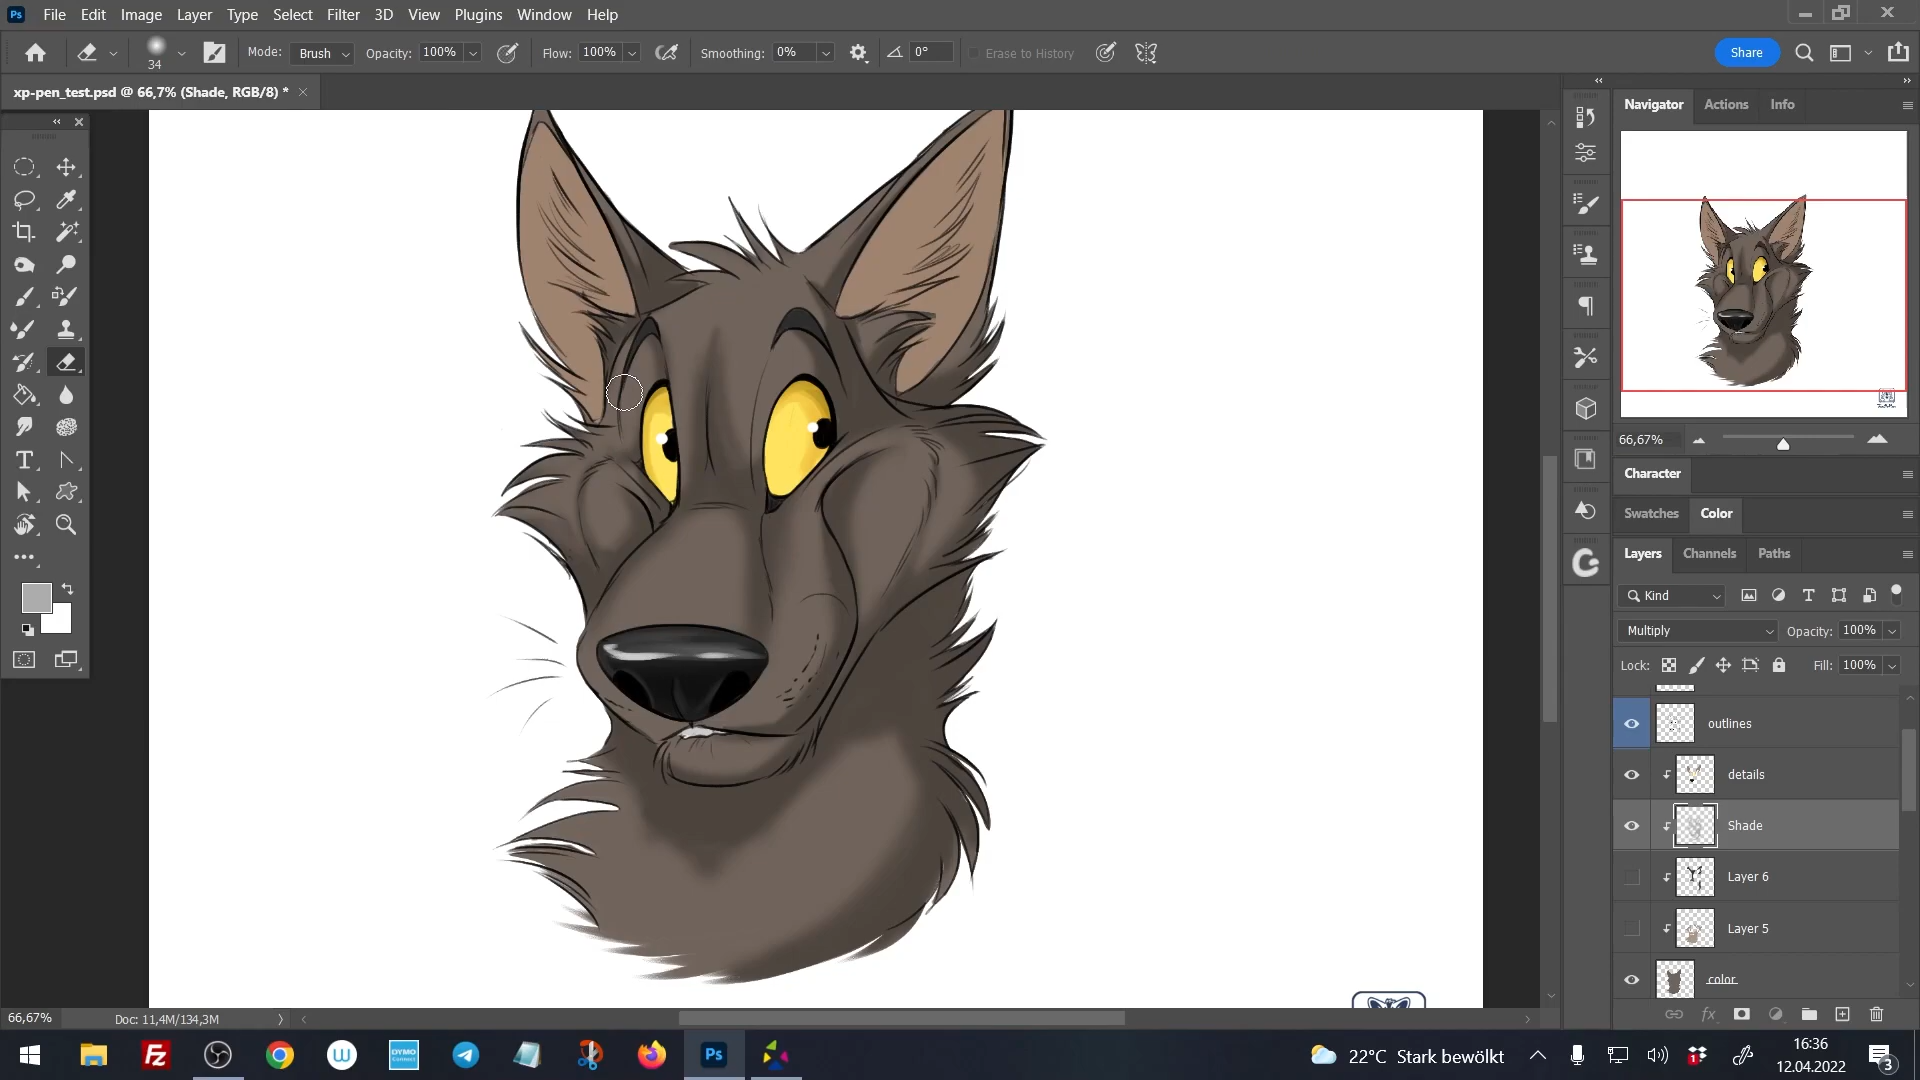 Ps File Edit Image Layer Type Select Filter 3D View Plugins Window Help
34 Mode: Brush Opacity: 100% Flow: 100% Smoothing: 0% 0° Erase to History Share
xp-pen_test.psd @ 66,7% (Shade, RGB/8) *
Navigator Actions Info
66,67%
Character
Swatches Color
Layers Channels Paths
Kind
Multiply Opacity: 100%
Lock: Fill: 100%
outlines
details
Shade
Layer 6
Layer 5
color
66,67% Doc: 11,4M/134,3M
Fz W DYMO Ps 22°C Stark bewölkt 16:36
12.04.2022 3